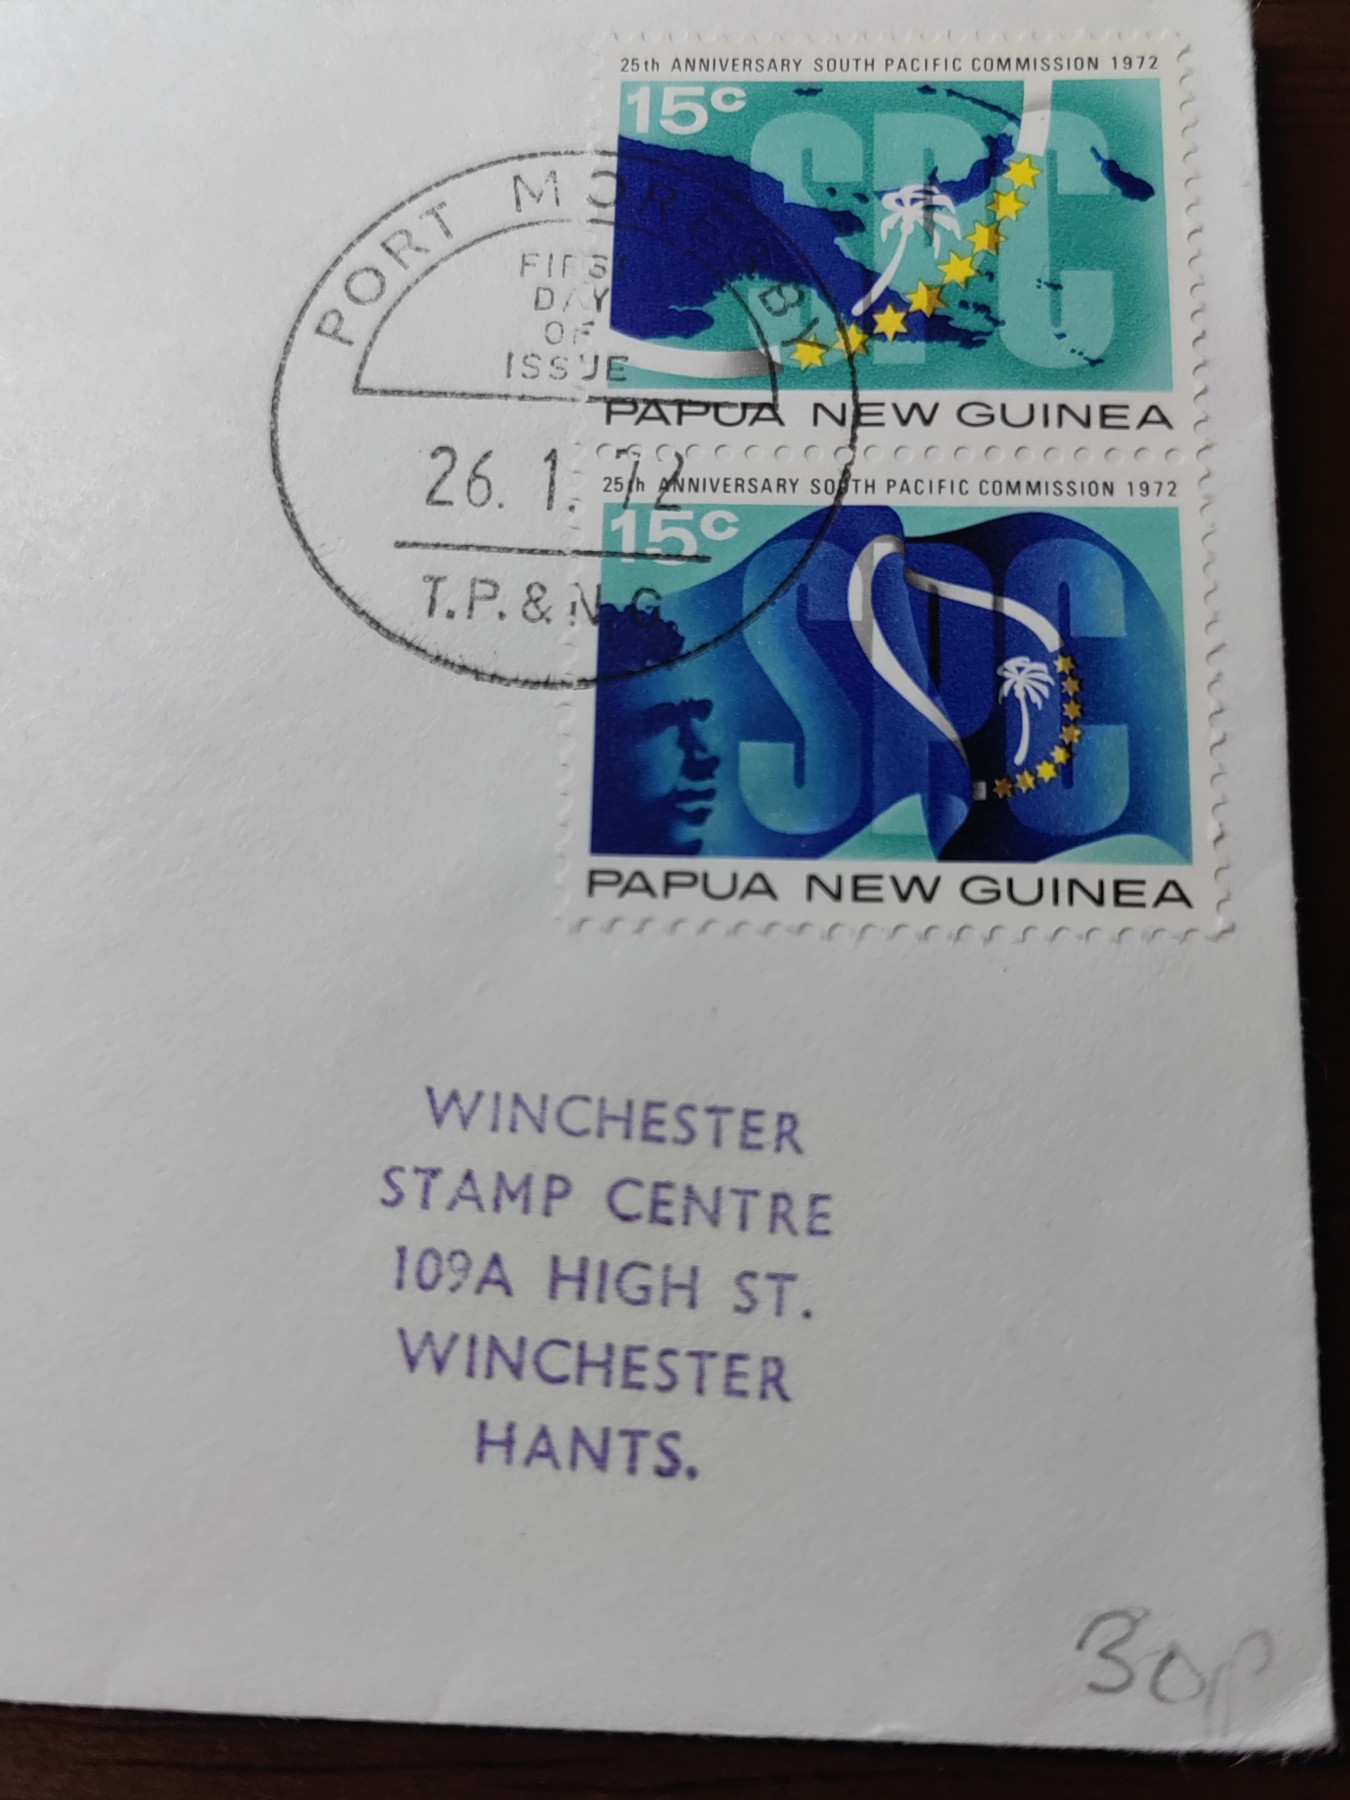 25th ANNIVERSARY SOUTH PACIFIC COMMISSION 1972
15c
SPC
PAPUA NEW GUINEA
PORT MORESBY
FIRST
DAY
OF
ISSUE
26. 1. 72
T.P. & N.G.
25th ANNIVERSARY SOUTH PACIFIC COMMISSION 1972
15c
SPC
PAPUA NEW GUINEA
WINCHESTER
STAMP CENTRE
109A HIGH ST.
WINCHESTER
HANTS.
30p